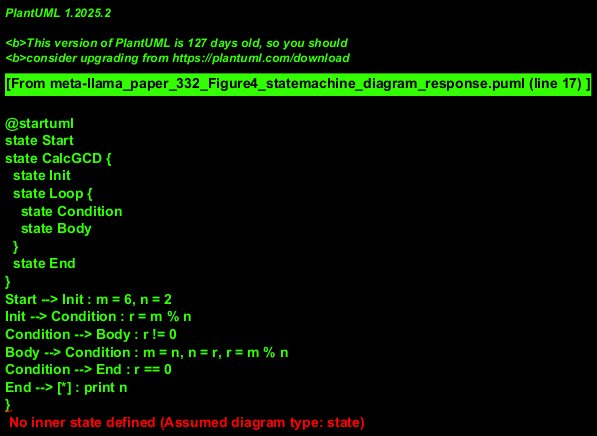 PlantUML 1.2025.2
<b>This version of PlantUML is 127 days old, so you should
<b>consider upgrading from https://plantuml.com/download
[From meta-llama_paper_332_Figure4_statemachine_diagram_response.puml (line 17) ]
@startuml
state Start
state CalcGCD {
  state Init
  state Loop {
    state Condition
    state Body
  }
  state End
}
Start --> Init : m = 6, n = 2
Init --> Condition : r = m % n
Condition --> Body : r != 0
Body --> Condition : m = n, n = r, r = m % n
Condition --> End : r == 0
End --> [*] : print n
}
No inner state defined (Assumed diagram type: state)